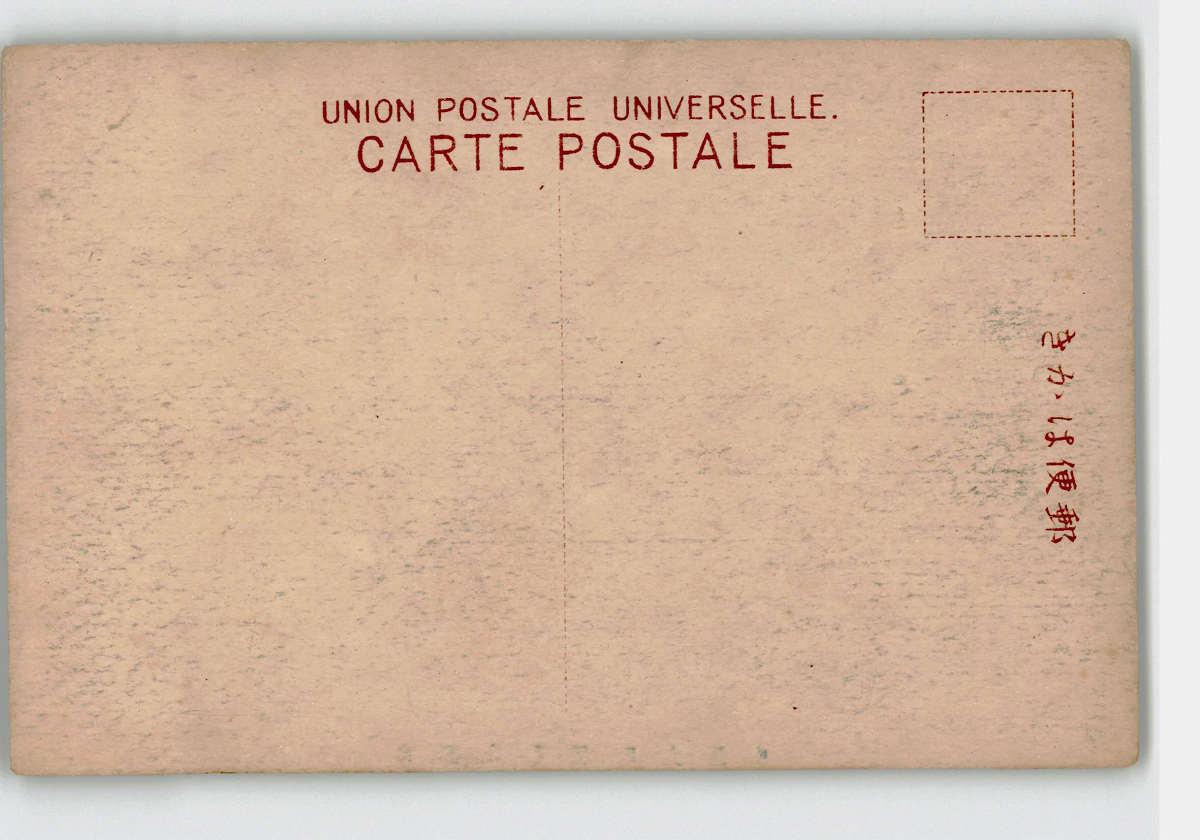 UNION POSTALE UNIVERSELLE.
CARTE POSTALE
郵便はかき